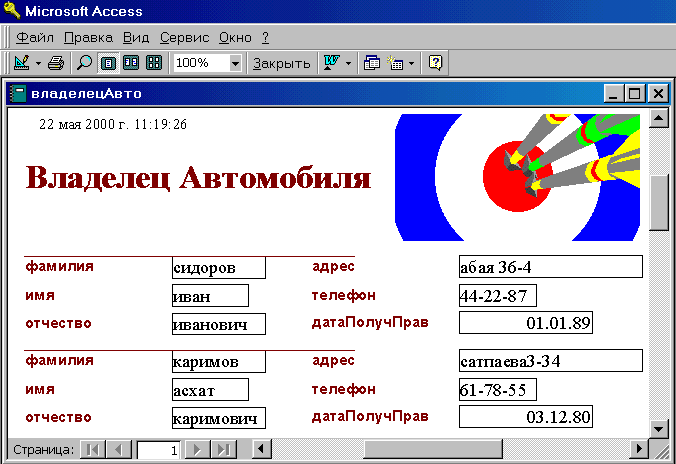 Microsoft Access
Файл Правка Вид Сервис Окно ?
100% Закрыть W ?
владелецАвто
22 мая 2000 г. 11:19:26
Владелец Автомобиля
фамилия сидоров адрес абая 36-4
имя иван телефон 44-22-87
отчество иванович датаПолучПрав 01.01.89
фамилия каримов адрес сатпаева3-34
имя асхат телефон 61-78-55
отчество каримович датаПолучПрав 03.12.80
Страница: 1